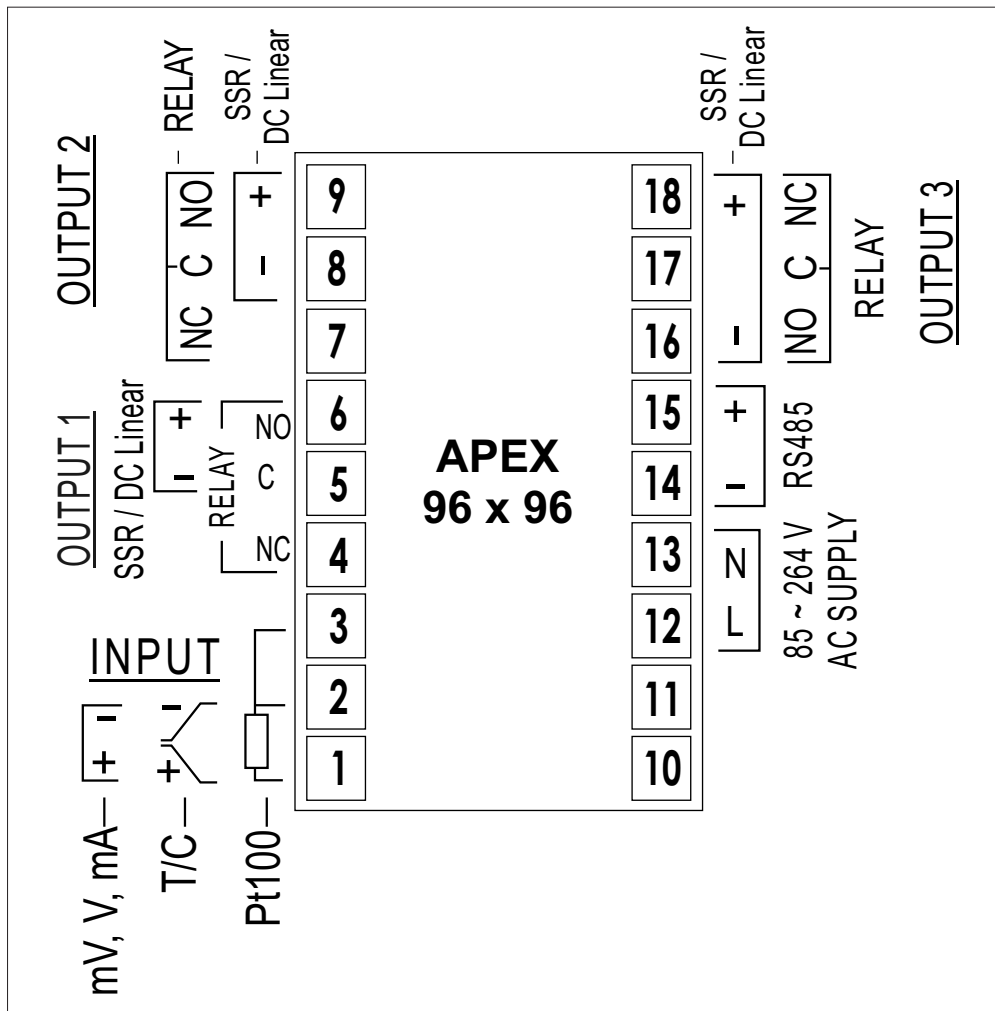 OUTPUT 2
RELAY
NC C NO
SSR /
DC Linear
- +
OUTPUT 1
SSR / DC Linear
- +
RELAY
NO
C
NC
INPUT
mV, V, mA
+ -
T/C
+ -
Pt100
9
8
7
6
5
4
3
2
1
APEX
96 x 96
18
17
16
15
14
13
12
11
10
SSR /
DC Linear
- +
NO C NC
RELAY
OUTPUT 3
- +
RS485
L N
85 ~ 264 V
AC SUPPLY